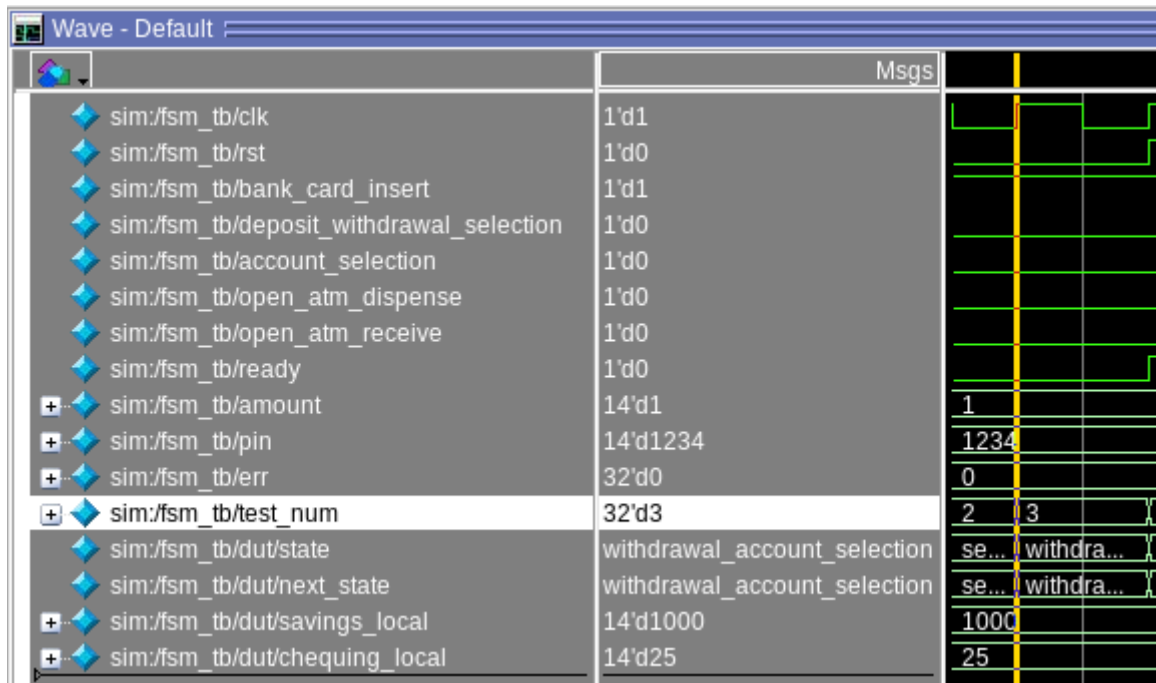 Wave - Default
Msgs
sim:/fsm_tb/clk 1'd1
sim:/fsm_tb/rst 1'd0
sim:/fsm_tb/bank_card_insert 1'd1
sim:/fsm_tb/deposit_withdrawal_selection 1'd0
sim:/fsm_tb/account_selection 1'd0
sim:/fsm_tb/open_atm_dispense 1'd0
sim:/fsm_tb/open_atm_receive 1'd0
sim:/fsm_tb/ready 1'd0
sim:/fsm_tb/amount 14'd1 1
sim:/fsm_tb/pin 14'd1234 1234
sim:/fsm_tb/err 32'd0 0
sim:/fsm_tb/test_num 32'd3 2 3
sim:/fsm_tb/dut/state withdrawal_account_selection se... withdra...
sim:/fsm_tb/dut/next_state withdrawal_account_selection se... withdra...
sim:/fsm_tb/dut/savings_local 14'd1000 1000
sim:/fsm_tb/dut/chequing_local 14'd25 25